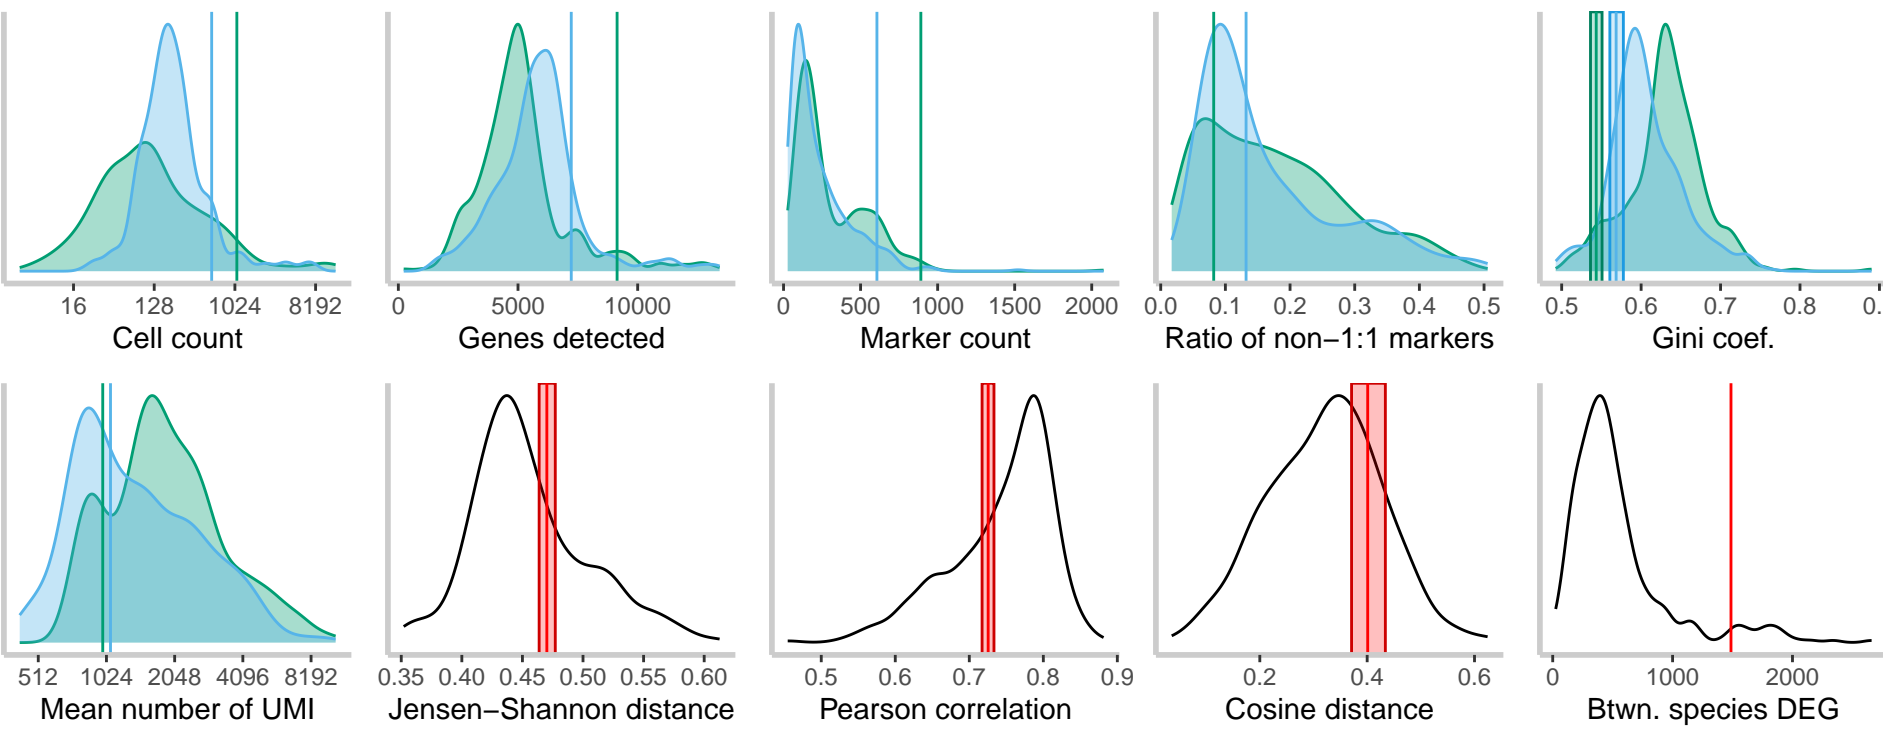 16 128 1024 8192
Cell count
0 5000 10000
Genes detected
0 500 1000 1500 2000
Marker count
0.0 0.1 0.2 0.3 0.4 0.5
Ratio of non−1:1 markers
0.5 0.6 0.7 0.8 0.
Gini coef.
512 1024 2048 4096 8192
Mean number of UMI
0.35 0.40 0.45 0.50 0.55 0.60
Jensen−Shannon distance
0.5 0.6 0.7 0.8 0.9
Pearson correlation
0.2 0.4 0.6
Cosine distance
0 1000 2000
Btwn. species DEG